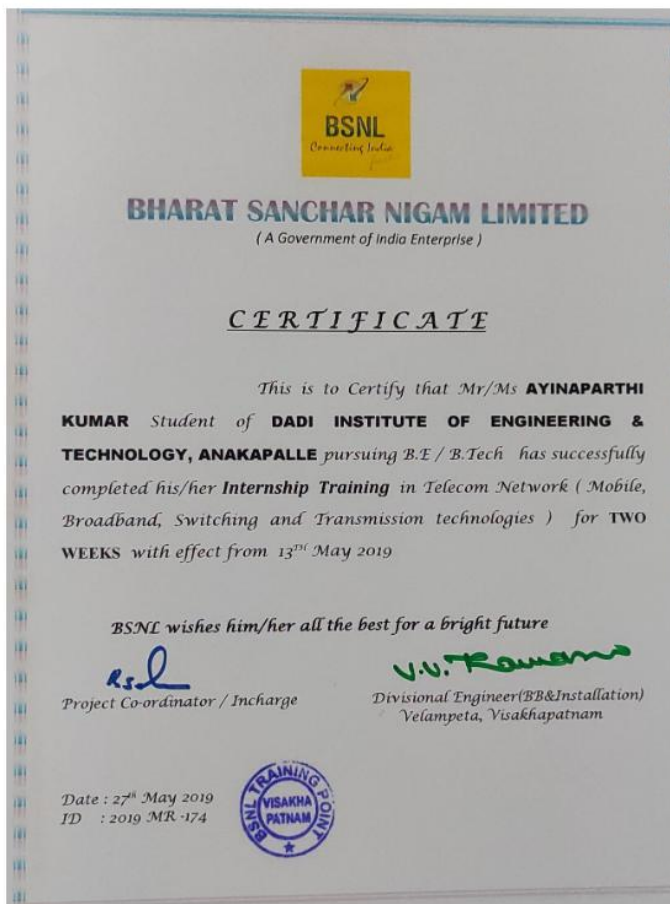 BSNL
Connecting India
BHARAT SANCHAR NIGAM LIMITED
( A Government of India Enterprise )
CERTIFICATE
This is to Certify that Mr/Ms AYINAPARTHI
KUMAR Student of DADI INSTITUTE OF ENGINEERING &
TECHNOLOGY, ANAKAPALLE pursuing B.E / B.Tech has successfully
completed his/her Internship Training in Telecom Network ( Mobile,
Broadband, Switching and Transmission technologies ) for TWO
WEEKS with effect from 13TH May 2019
BSNL wishes him/her all the best for a bright future
V.V. Ramano
Project Co-ordinator / Incharge
Divisional Engineer(BB&Installation)
Velampeta, Visakhapatnam
Date : 27th May 2019
ID : 2019 MR -174
BSNL TRAINING POINT
VISAKHA
PATNAM